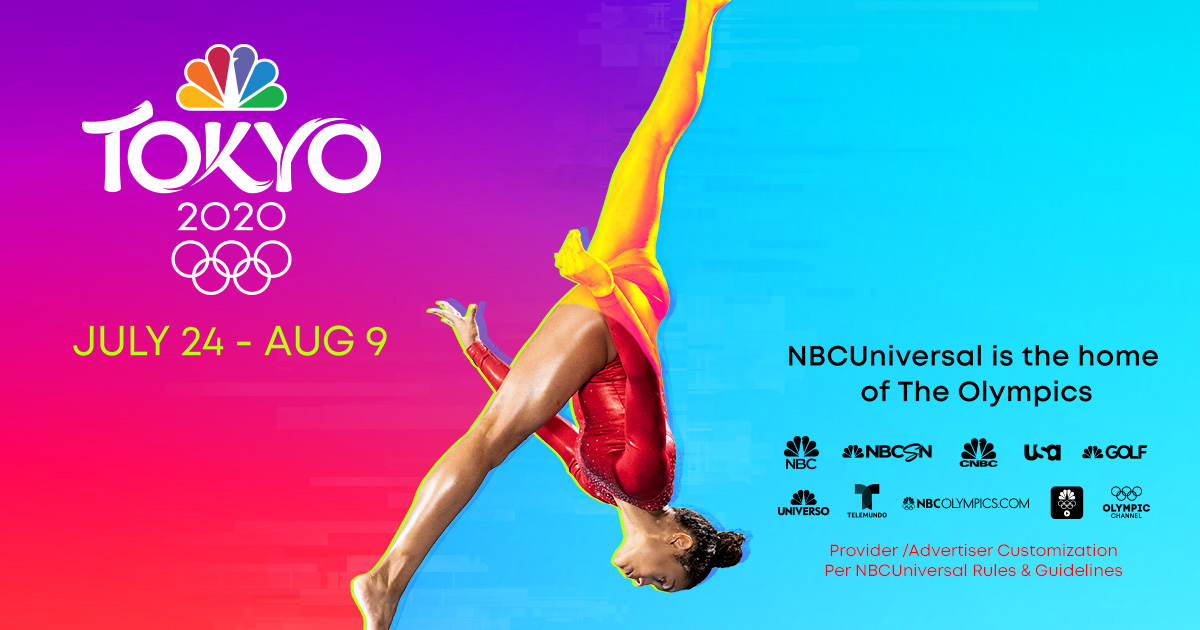 TOKYO
2020
JULY 24 - AUG 9
NBCUniversal is the home
of The Olympics
NBC
NBCSN
CNBC
USA
GOLF
UNIVERSO
TELEMUNDO
NBCOLYMPICS.COM
OLYMPIC
CHANNEL
Provider /Advertiser Customization
Per NBCUniversal Rules & Guidelines